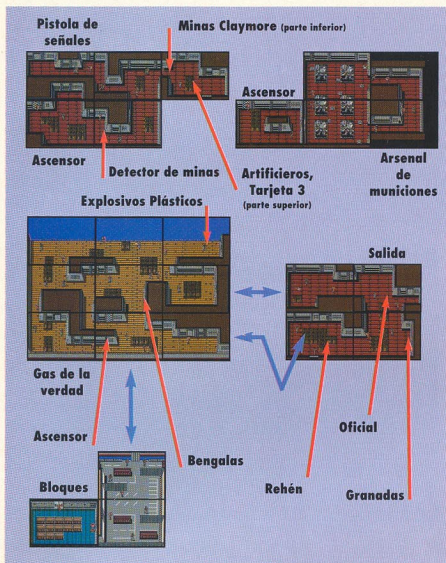 Pistola de
señales
Minas Claymore (parte inferior)
Ascensor
Ascensor
Detector de minas
Artificieros,
Tarjeta 3
(parte superior)
Arsenal
de
municiones
Explosivos Plásticos
Salida
Gas de la
verdad
Ascensor
Bengalas
Oficial
Rehén
Granadas
Bloques